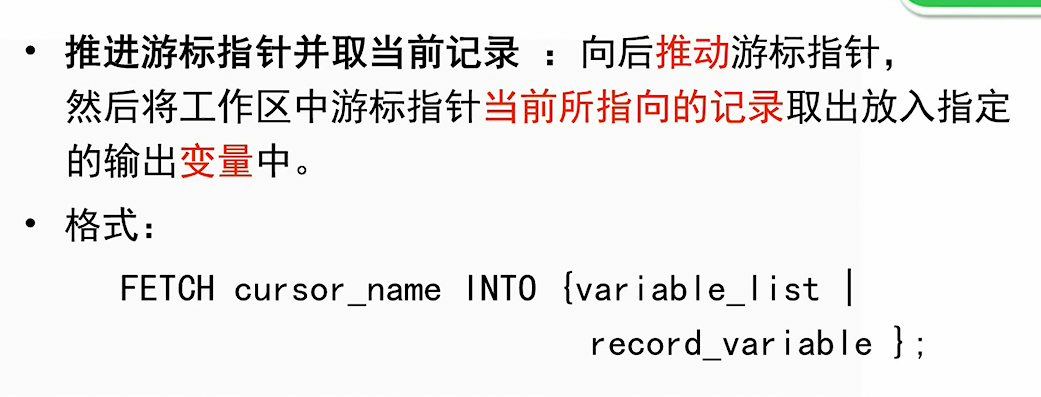 • 推进游标指针并取当前记录 ：向后推动游标指针，
然后将工作区中游标指针当前所指向的记录取出放入指定
的输出变量中。
• 格式：
FETCH cursor_name INTO {variable_list |
record_variable };